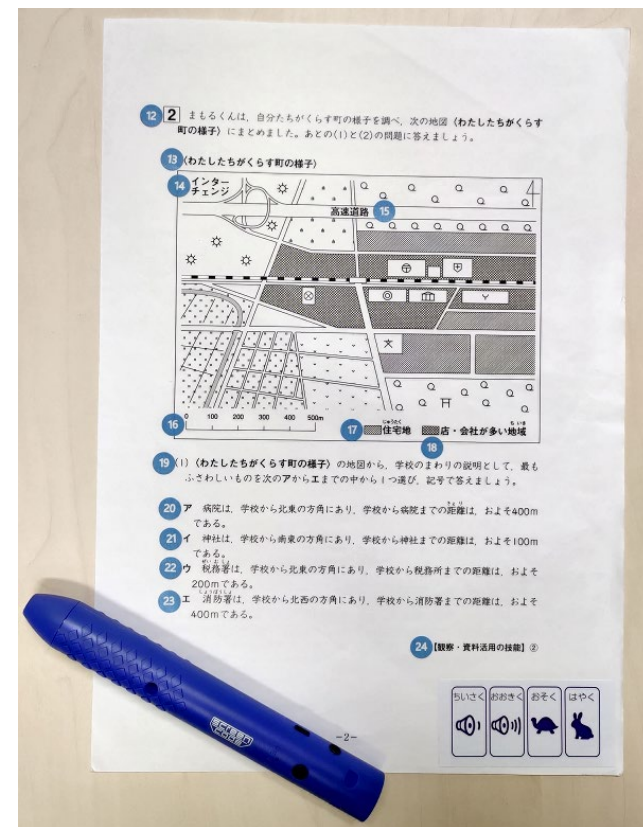 12 2 まもるくんは，自分たちがくらす町の様子を調べ，次の地図〈わたしたちがくらす
町の様子〉にまとめました。あとの(1)と(2)の問題に答えましょう。
13 〈わたしたちがくらす町の様子〉
14 インター
チェンジ
高速道路 15
文
16 0 100 200 300 400 500m
17 住宅地 18 店・会社が多い地域
19 (1) 〈わたしたちがくらす町の様子〉の地図から，学校のまわりの説明として，最も
ふさわしいものを次のアからエまでの中から1つ選び，記号で答えましょう。
20 ア 病院は，学校から北東の方角にあり，学校から病院までの距離は，およそ400m
である。
21 イ 神社は，学校から南東の方角にあり，学校から神社までの距離は，およそ100m
である。
22 ウ 税務署は，学校から北東の方角にあり，学校から税務所までの距離は，およそ
200mである。
23 エ 消防署は，学校から北西の方角にあり，学校から消防署までの距離は，およそ
400mである。
24 【観察・資料活用の技能】②
ちいさく おおきく おそく はやく
-2-